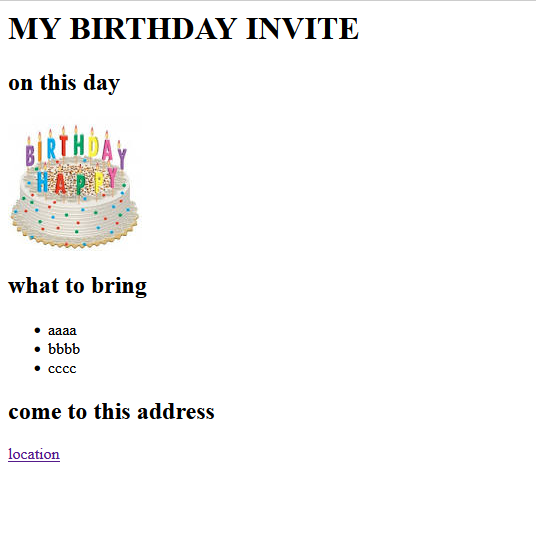 MY BIRTHDAY INVITE
on this day
BIRTHDAY
HAPPY
what to bring
aaaa
bbbb
cccc
come to this address
location